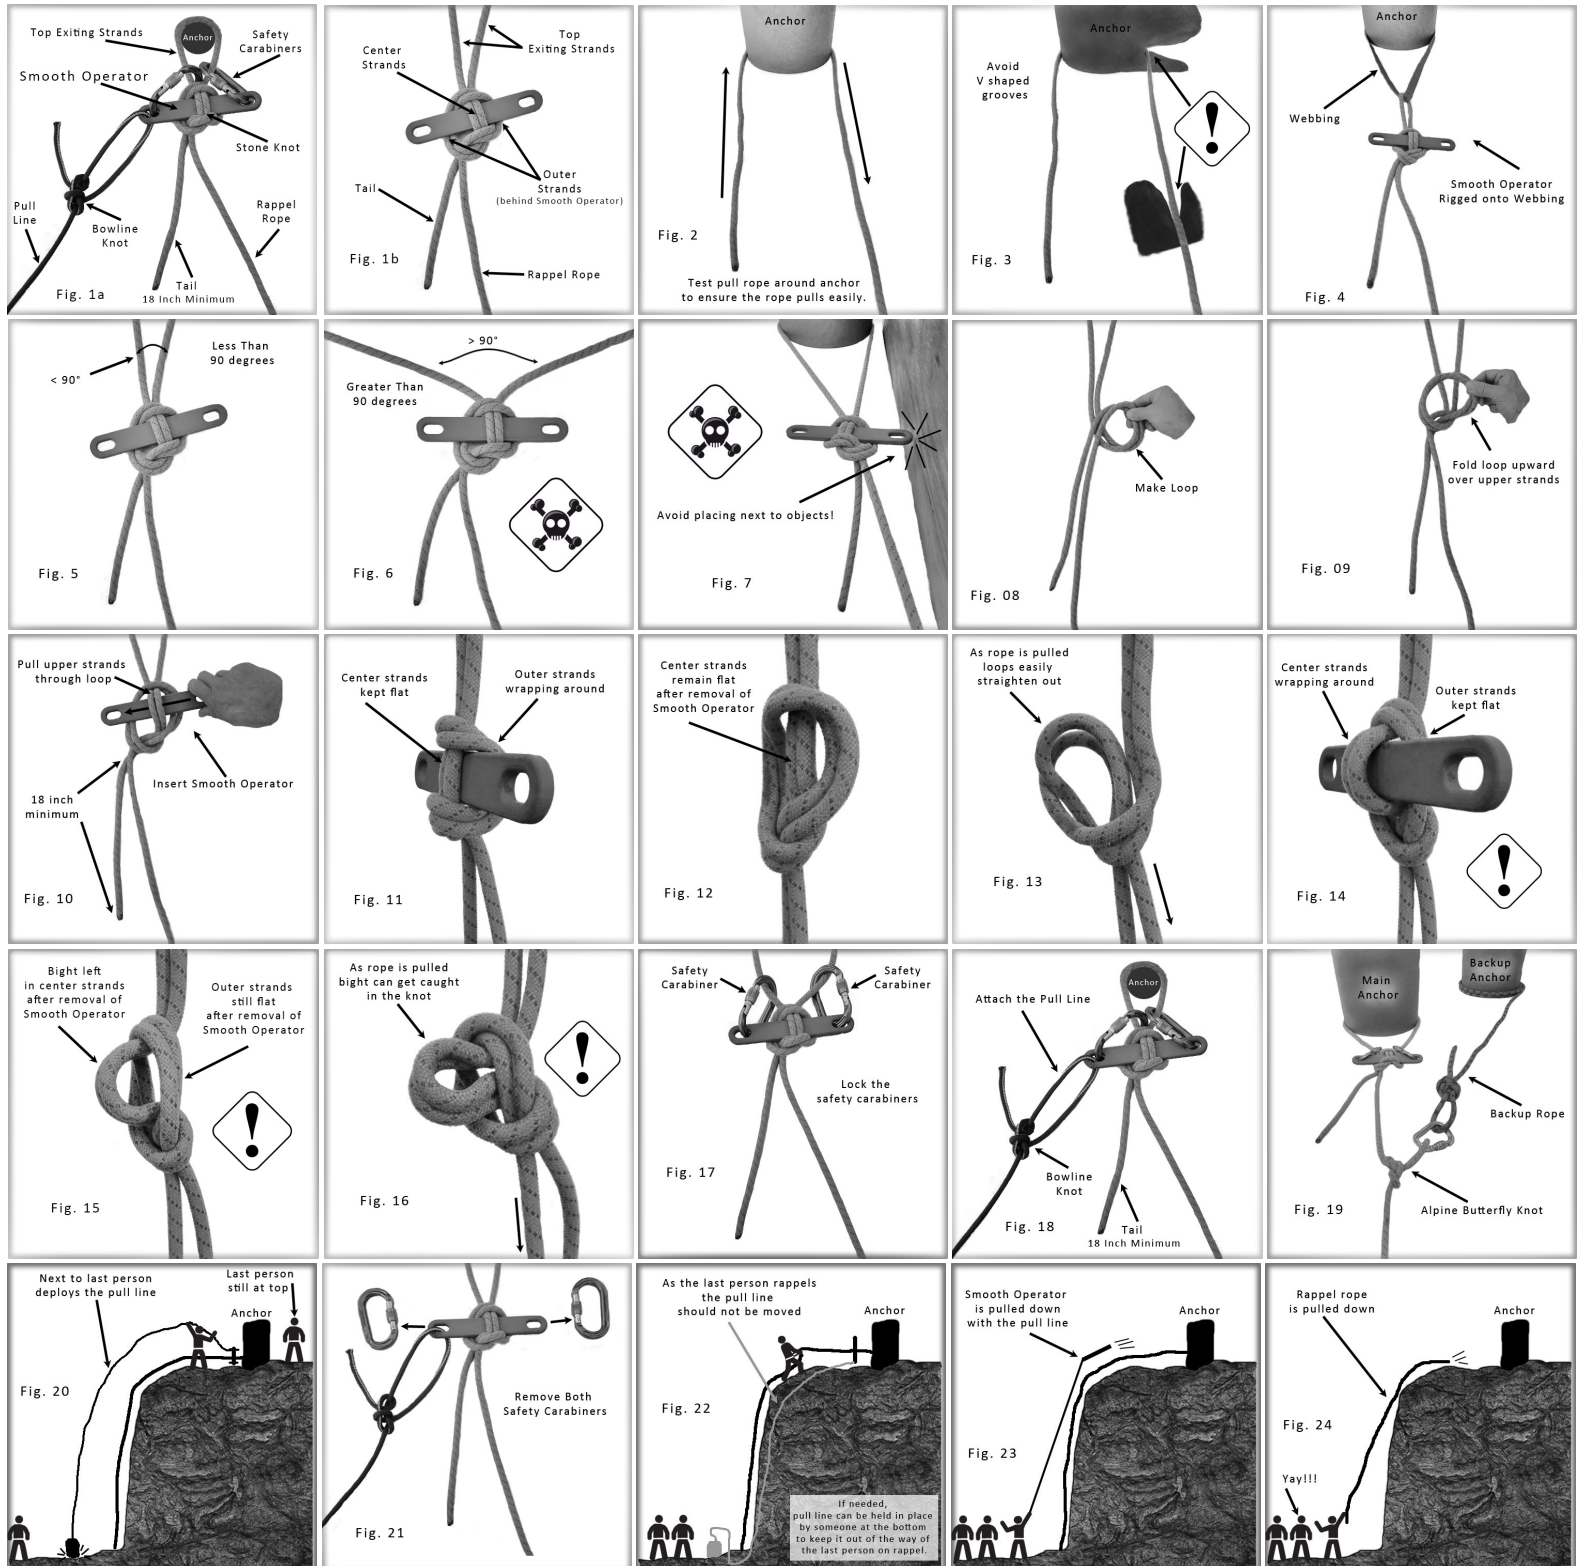 Top Exiting Strands
Anchor
Safety
Carabiners
Smooth Operator
Stone Knot
Pull
Line
Bowline
Knot
Rappel
Rope
Tail
18 Inch Minimum
Fig. 1a
Center
Strands
Top
Exiting Strands
Tail
Outer
Strands
(behind Smooth Operator)
Fig. 1b
Rappel Rope
Anchor
Fig. 2
Test pull rope around anchor
to ensure the rope pulls easily.
Anchor
Avoid
V shaped
grooves
!
Fig. 3
Anchor
Webbing
Smooth Operator
Rigged onto Webbing
Fig. 4
Less Than
90 degrees
< 90°
Fig. 5
> 90°
Greater Than
90 degrees
Fig. 6
Avoid placing next to objects!
Fig. 7
Make Loop
Fig. 08
Fold loop upward
over upper strands
Fig. 09
Pull upper strands
through loop
Insert Smooth Operator
18 inch
minimum
Fig. 10
Center strands
kept flat
Outer strands
wrapping around
Fig. 11
Center strands
remain flat
after removal of
Smooth Operator
Fig. 12
As rope is pulled
loops easily
straighten out
Fig. 13
Center strands
wrapping around
Outer strands
kept flat
!
Fig. 14
Bight left
in center strands
after removal of
Smooth Operator
Outer strands
still flat
after removal of
Smooth Operator
!
Fig. 15
As rope is pulled
bight can get caught
in the knot
!
Fig. 16
Safety
Carabiner
Safety
Carabiner
Lock the
safety carabiners
Fig. 17
Anchor
Attach the Pull Line
Bowline
Knot
Fig. 18
Tail
18 Inch Minimum
Main
Anchor
Backup
Anchor
Backup Rope
Fig. 19
Alpine Butterfly Knot
Next to last person
deploys the pull line
Last person
still at top
Anchor
Fig. 20
Remove Both
Safety Carabiners
Fig. 21
As the last person rappels
the pull line
should not be moved
Anchor
Fig. 22
If needed,
pull line can be held in place
by someone at the bottom
to keep it out of the way of
the last person on rappel.
Smooth Operator
is pulled down
with the pull line
Anchor
Fig. 23
Rappel rope
is pulled down
Anchor
Fig. 24
Yay!!!